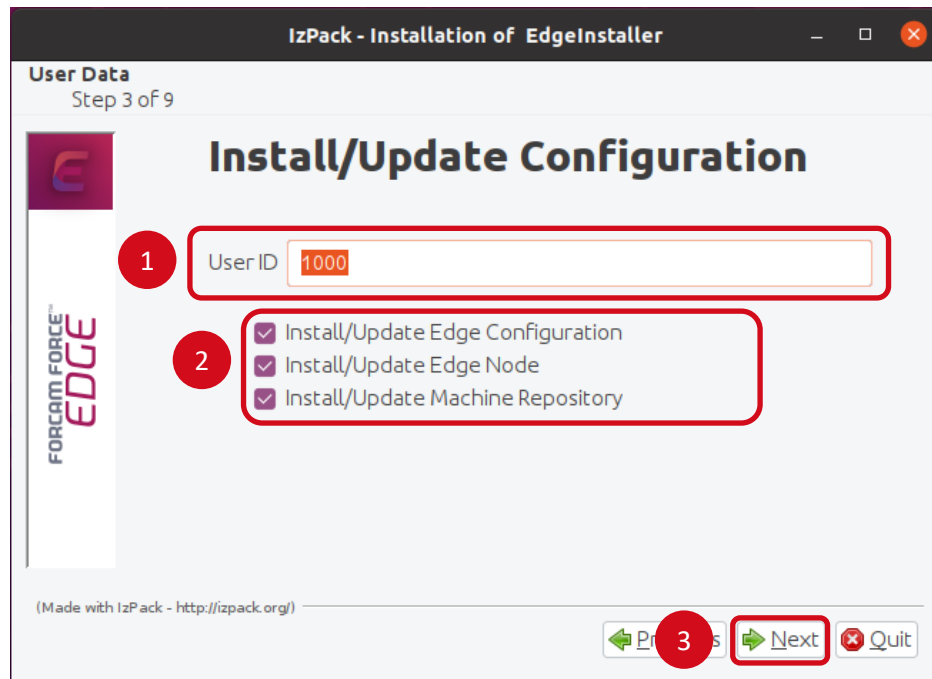 IzPack - Installation of EdgeInstaller
User Data
Step 3 of 9
Install/Update Configuration
1
User ID 1000
2
Install/Update Edge Configuration
Install/Update Edge Node
Install/Update Machine Repository
FORCAM FORCE™
EDGE
(Made with IzPack - http://izpack.org/)
3 Next Quit